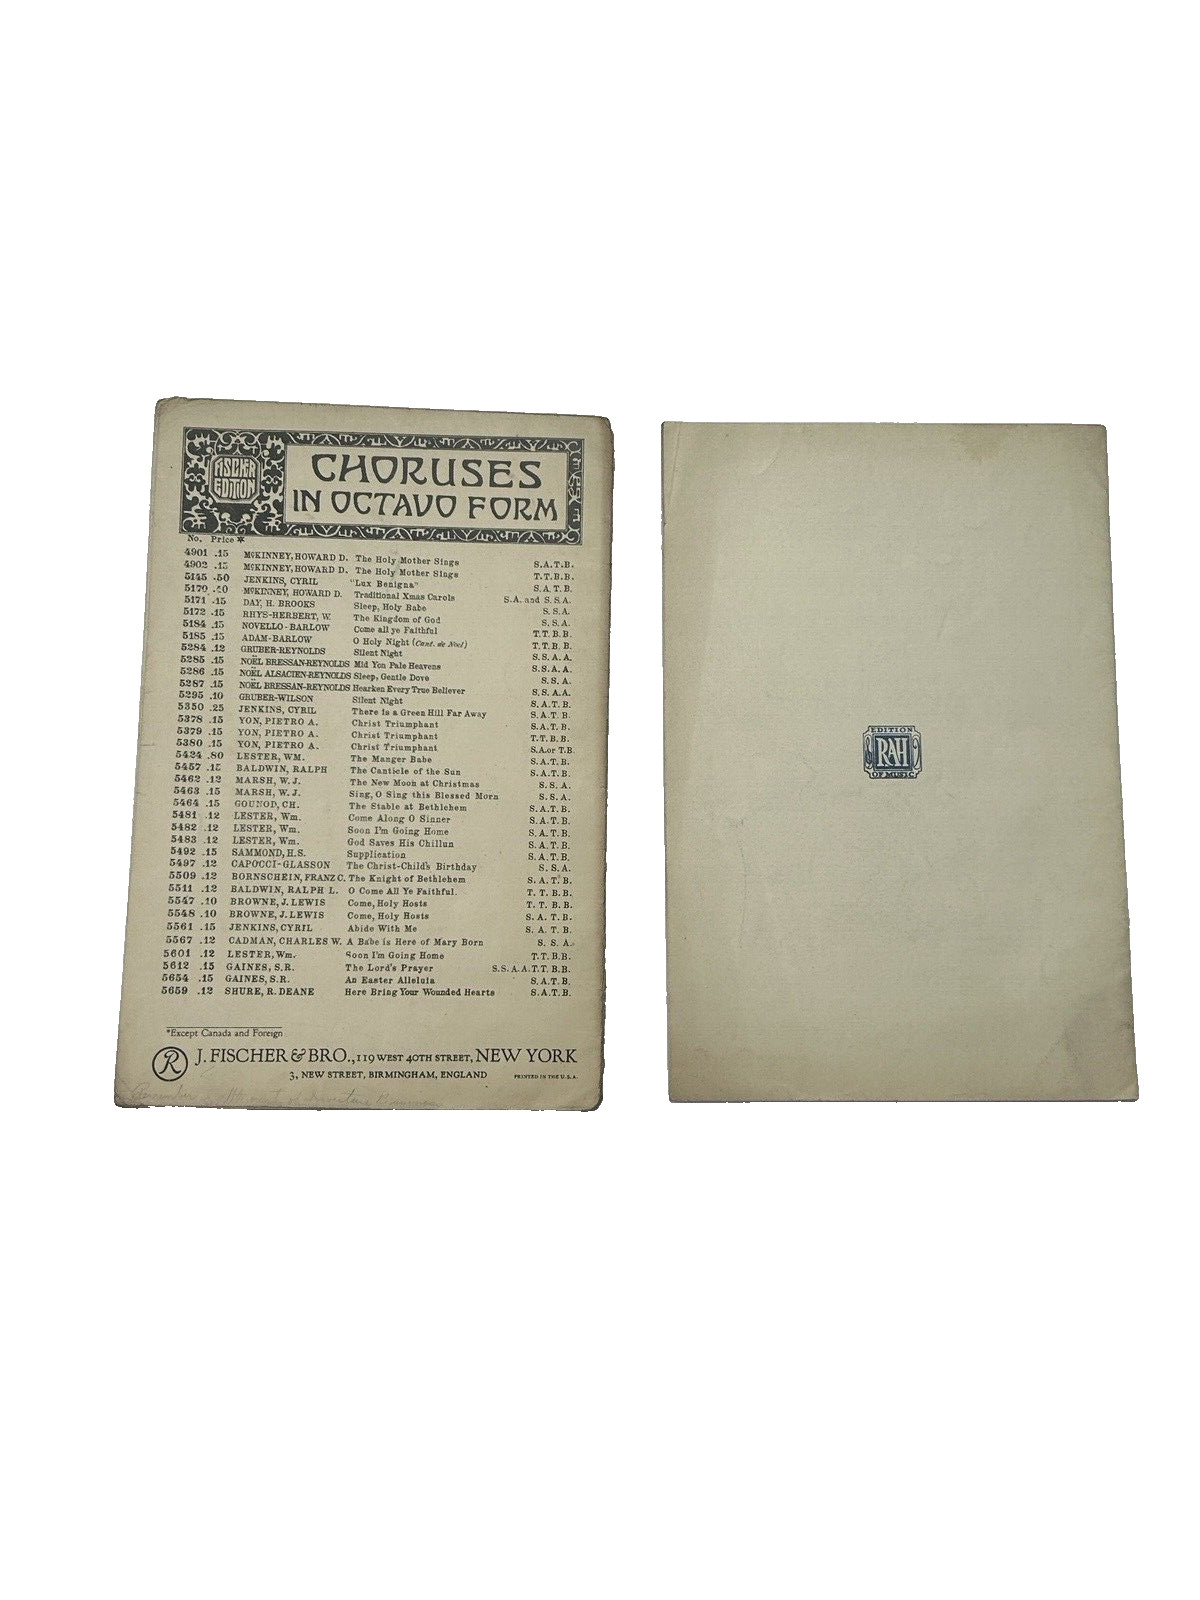 FISCHER EDITION
CHORUSES
IN OCTAVO FORM
No. Price *
4901 .15 McKINNEY, HOWARD D. The Holy Mother Sings S.A.T.B.
4902 .15 McKINNEY, HOWARD D. The Holy Mother Sings T.T.B.B.
5145 .50 JENKINS, CYRIL "Lux Benigna" S.A.T.B.
5170 McKINNEY, HOWARD D. Traditional Xmas Carols S.A. and S.S.A.
5171 .15 DAY, H. BROOKS Sleep, Holy Babe S.S.A.
5172 .15 RHYS-HERBERT, W. The Kingdom of God S.S.A.
5184 .15 NOVELLO-BARLOW Come all ye Faithful T.T.B.B.
5185 .15 ADAM-BARLOW O Holy Night (Cant. de Noel) T.T.B.B.
5284 .12 GRUBER-REYNOLDS Silent Night S.S.A.A.
5285 .15 NOËL BRESSAN-REYNOLDS Mid Yon Pale Heavens S.S.A.A.
5286 .15 NOËL ALSACIEN-REYNOLDS Sleep, Gentle Dove S.S.A.
5287 .15 NOËL BRESSAN-REYNOLDS Hearken Every True Believer S.S.A.A.
5295 .10 GRUBER-WILSON Silent Night S.A.T.B.
5350 .25 JENKINS, CYRIL There is a Green Hill Far Away S.A.T.B.
5378 .15 YON, PIETRO A. Christ Triumphant S.A.T.B.
5379 .15 YON, PIETRO A. Christ Triumphant T.T.B.B.
5380 .15 YON, PIETRO A. Christ Triumphant S.A.or T.B.
5424 .80 LESTER, WM. The Manger Babe S.A.T.B.
5457 .15 BALDWIN, RALPH The Canticle of the Sun S.A.T.B.
5462 .12 MARSH, W. J. The New Moon at Christmas S.S.A.
5463 .15 MARSH, W. J. Sing, O Sing this Blessed Morn S.S.A.
5464 .15 GOUNOD, CH. The Stable at Bethlehem S.A.T.B.
5481 .12 LESTER, Wm. Come Along O Sinner S.A.T.B.
5482 .12 LESTER, Wm. Soon I'm Going Home S.A.T.B.
5483 .12 LESTER, Wm. God Saves His Chillun S.A.T.B.
5492 .15 SAMMOND, H.S. Supplication S.A.T.B.
5497 .12 CAPOCCI-GLASSON The Christ-Child's Birthday S.S.A.
5509 .12 BORNSCHEIN, FRANZ C. The Knight of Bethlehem S.A.T.B.
5511 .12 BALDWIN, RALPH L. O Come All Ye Faithful. T.T.B.B.
5547 .10 BROWNE, J. LEWIS Come, Holy Hosts T.T.B.B.
5548 .10 BROWNE, J. LEWIS Come, Holy Hosts S.A.T.B.
5561 .15 JENKINS, CYRIL Abide With Me S.A.T.B.
5567 .12 CADMAN, CHARLES W. A Babe is Here of Mary Born S.S.A.
5601 .12 LESTER, Wm. Soon I'm Going Home T.T.B.B.
5612 .15 GAINES, S.R. The Lord's Prayer S.S.A.A.T.T.B.B.
5654 .15 GAINES, S.R. An Easter Alleluia S.A.T.B.
5659 .12 SHURE, R. DEANE Here Bring Your Wounded Hearts S.A.T.B.
*Except Canada and Foreign
R J. FISCHER & BRO., 119 WEST 40TH STREET, NEW YORK
3, NEW STREET, BIRMINGHAM, ENGLAND PRINTED IN THE U.S.A.
EDITION
RAH
OF MUSIC